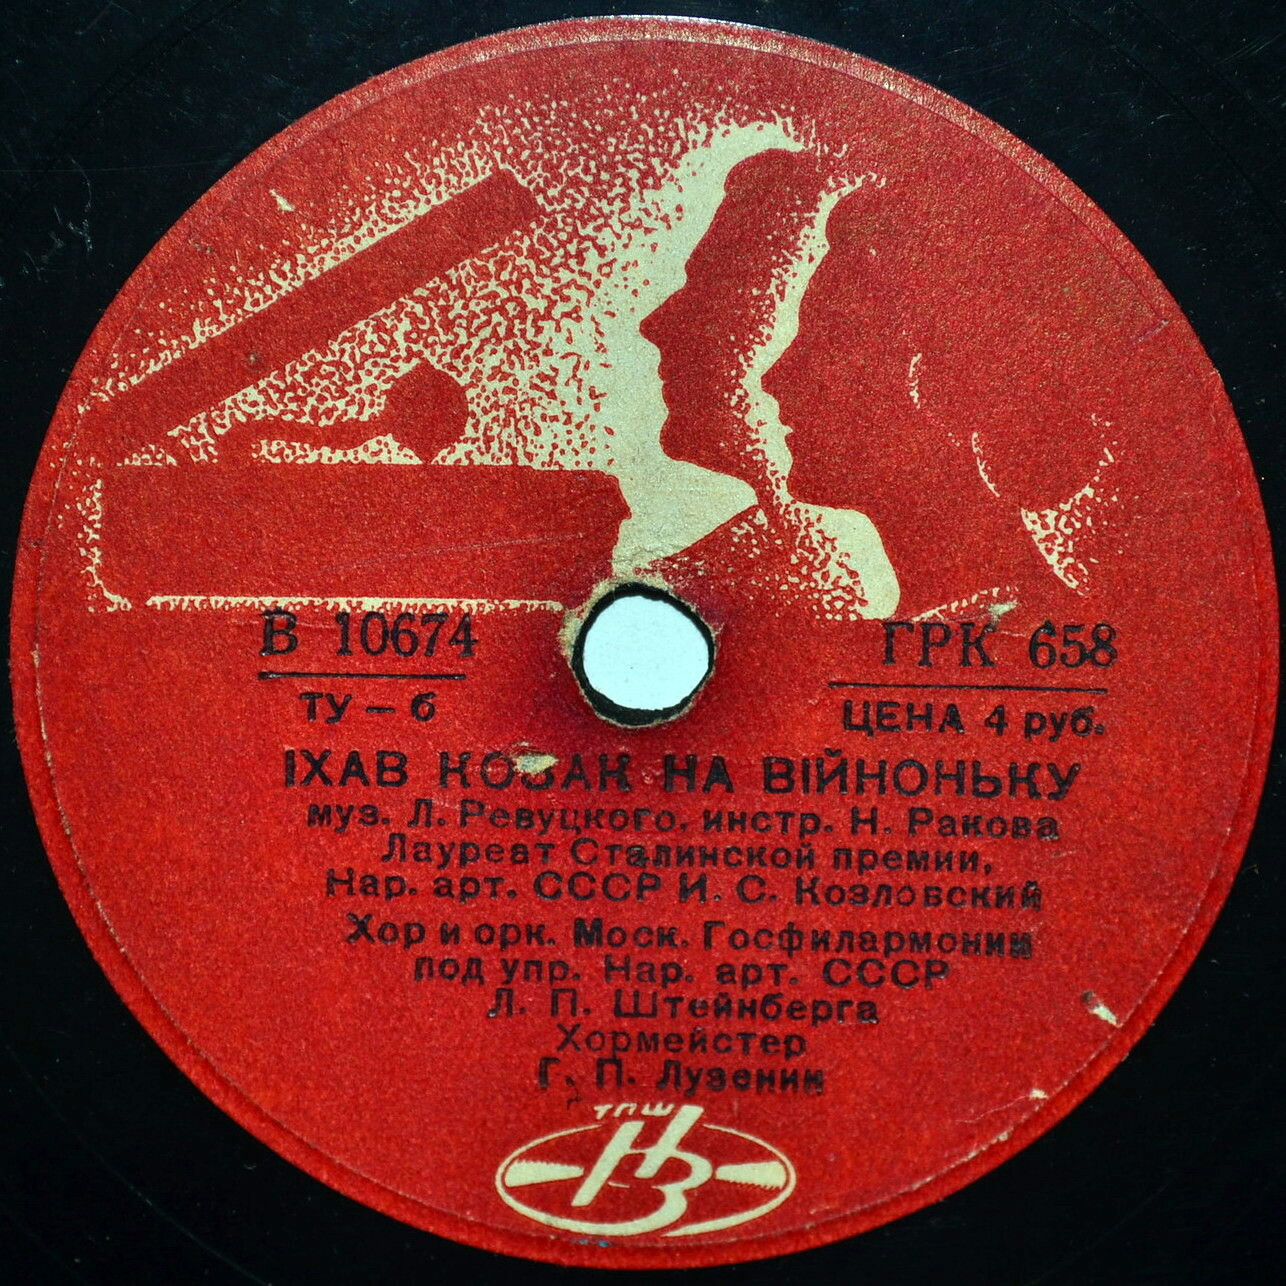 В 10674
ГРК 658
ТУ – б
ЦЕНА 4 руб.
ІХАВ КОЗАК НА ВІЙНОНЬКУ
муз. Л. Ревуцкого, инстр. Н. Ракова
Лауреат Сталинской премии,
Нар. арт. СССР И. С. Козловский
Хор и орк. Моск. Госфилармонии
под упр. Нар. арт. СССР
Л. П. Штейнберга
Хормейстер
Г. П. Лузенин
ТПШ
НЗ